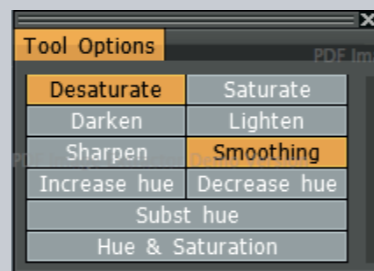 Tool Options
Desaturate Saturate
Darken Lighten
Sharpen Smoothing
Increase hue Decrease hue
Subst hue
Hue & Saturation